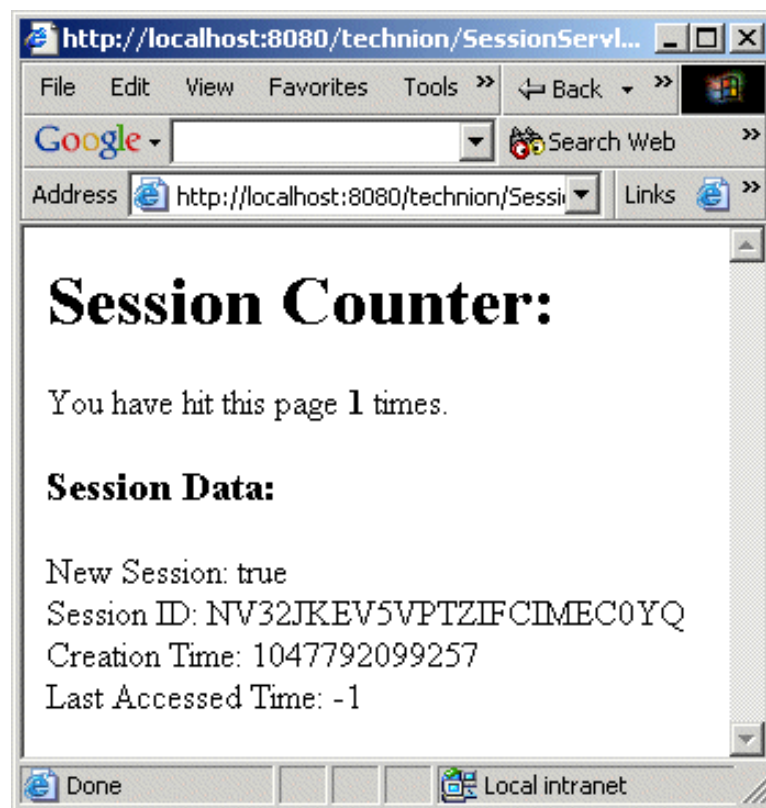 http://localhost:8080/technion/SessionServl...
File Edit View Favorites Tools » Back »
Google Search Web »
Address http://localhost:8080/technion/Sessi Links »
Session Counter:
You have hit this page 1 times.
Session Data:
New Session: true
Session ID: NV32JKEV5VPTZIFCIMEC0YQ
Creation Time: 1047792099257
Last Accessed Time: -1
Done Local intranet